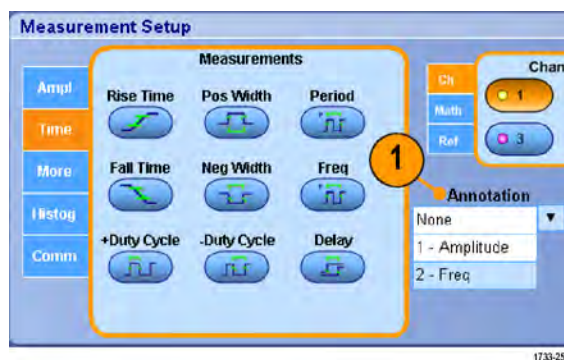 Measurement Setup
Measurements
Ampl
Time
More
Histog
Comm
Rise Time Pos Width Period
Fall Time Neg Width Freq
+Duty Cycle -Duty Cycle Delay
Chan
Ch
Math
Ref
1
3
1
Annotation
None
1 - Amplitude
2 - Freq
1733-25